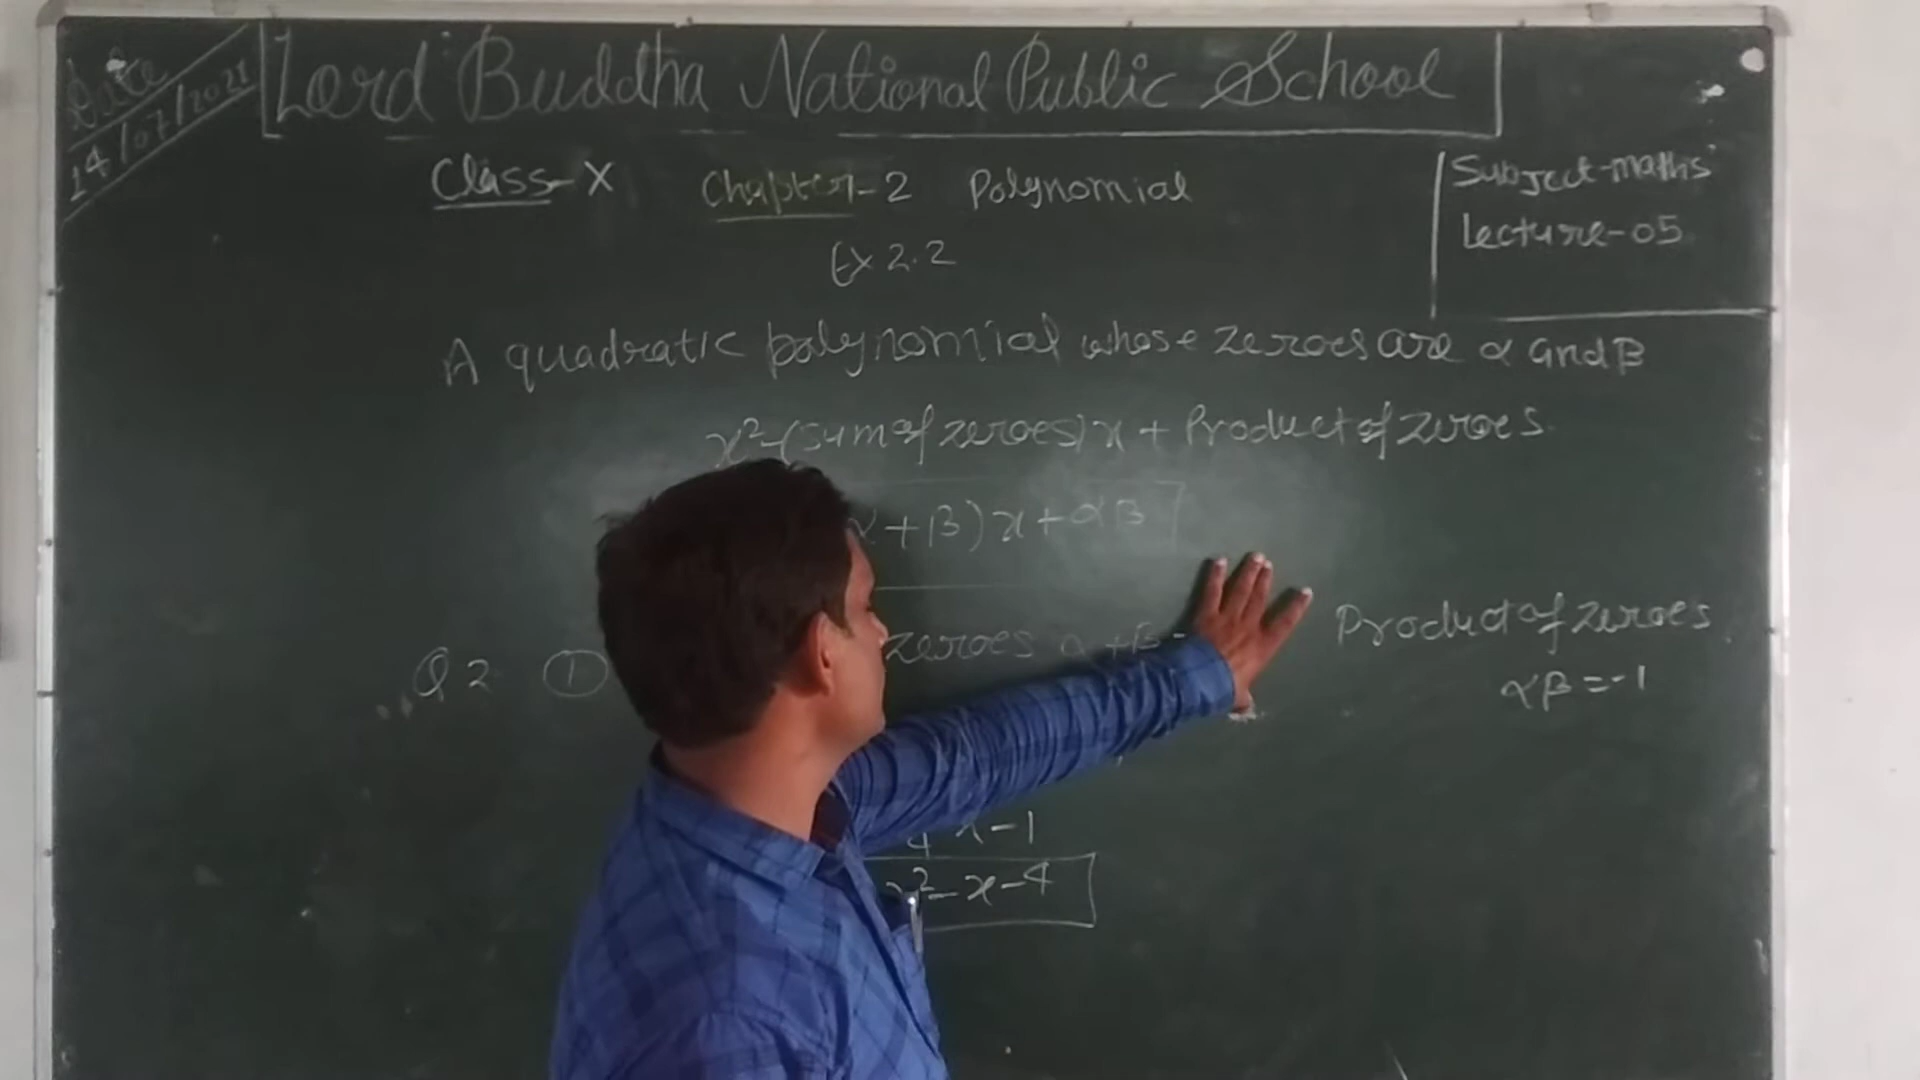 Date
14/07/2021
Lord Buddha National Public School
Class-X Chapter-2 Polynomial
Ex 2.2
Subject-maths
Lecture-05
A quadratic polynomial whose zeroes are α and β
x²-(sum of zeroes)x + Product of zeroes
α+β)x+αβ
Q2 ① zeroes α+β=
Product of zeroes
αβ=-1
4 x-1
x²-x-4